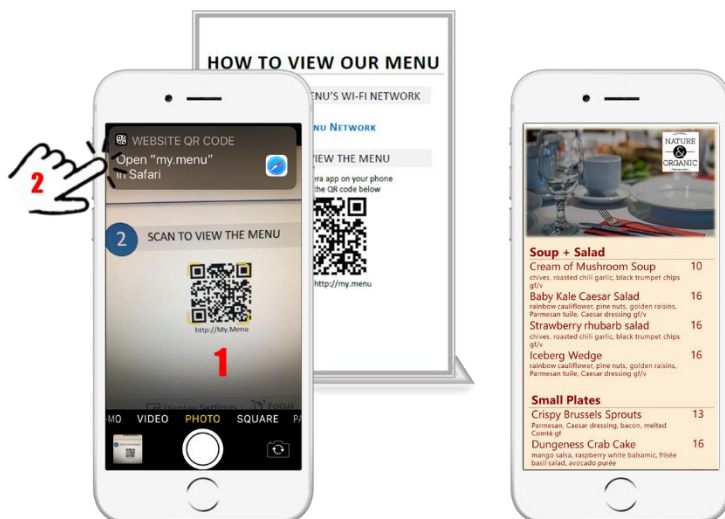 HOW TO VIEW OUR MENU
ENU'S WI-FI NETWORK
NU NETWORK
IEW THE MENU
era app on your phone
the QR code below
http://my.menu
WEBSITE QR CODE
Open "my.menu"
in Safari
2
2
SCAN TO VIEW THE MENU
http://My.Menu
1
Display Settings
Focus
-MO VIDEO PHOTO SQUARE PA
NATURE
&
ORGANIC
Soup + Salad
Cream of Mushroom Soup 10
chives, roasted chili garlic, black trumpet chips
gf/v
Baby Kale Caesar Salad 16
rainbow cauliflower, pine nuts, golden raisins,
Parmesan tuile, Caesar dressing gf/v
Strawberry rhubarb salad 16
chives, roasted chili garlic, black trumpet chips
gf/v
Iceberg Wedge 16
rainbow cauliflower, pine nuts, golden raisins,
Parmesan tuile, Caesar dressing gf/v
Small Plates
Crispy Brussels Sprouts 13
Parmesan, Caesar dressing, bacon, melted
Comté gf
Dungeness Crab Cake 16
mango salsa, raspberry white balsamic, frisée
basil salad, avocado purée